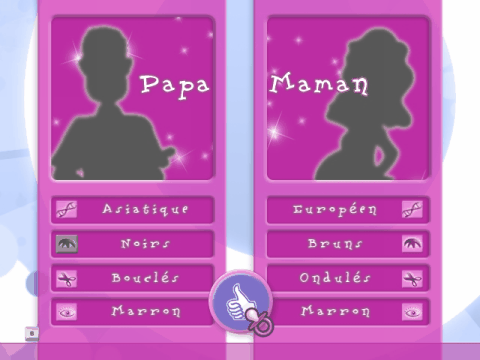 Papa
Maman
Asiatique
Européen
Noirs
Bruns
Bouclés
Ondulés
Marron
Marron